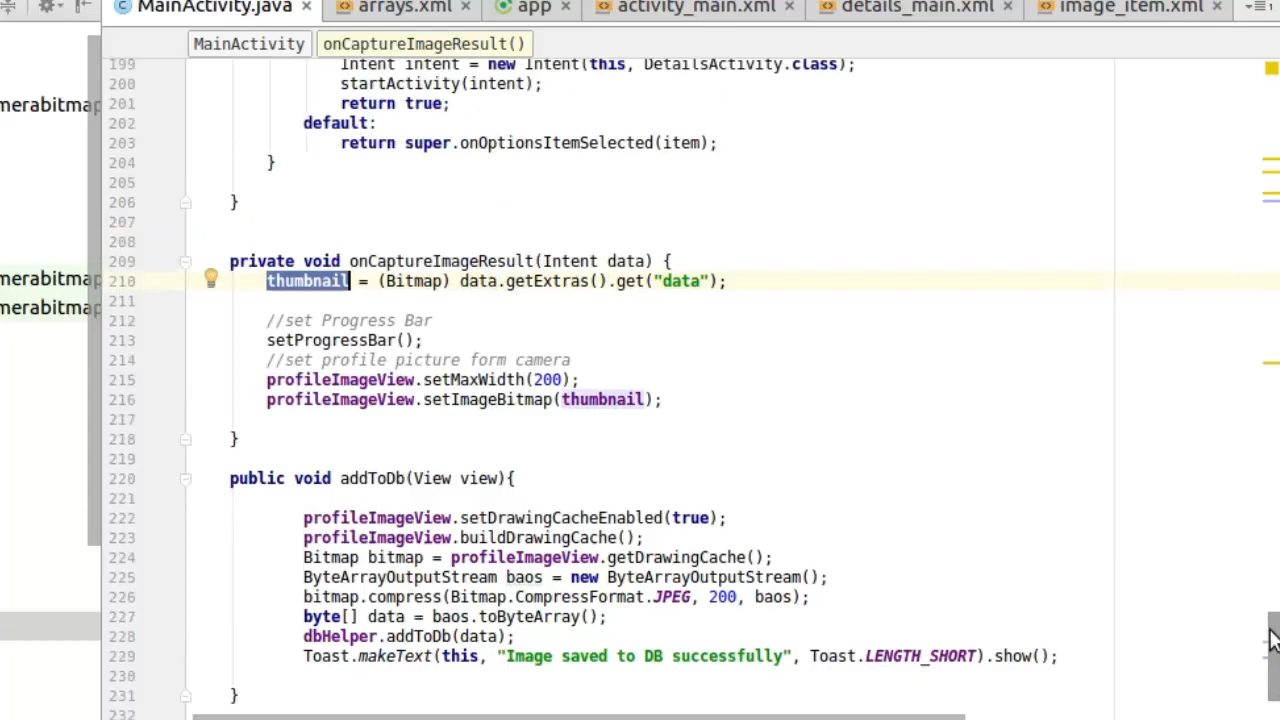 MainActivity.java × arrays.xml × app × activity_main.xml × details_main.xml × image_item.xml ×
MainActivity onCaptureImageResult()
merabitmap
merabitmap
merabitmap
199 Intent intent = new Intent(this, DetailsActivity.class);
200 startActivity(intent);
201 return true;
202 default:
203 return super.onOptionsItemSelected(item);
204 }
205
206 }
207
208
209 private void onCaptureImageResult(Intent data) {
210 thumbnail = (Bitmap) data.getExtras().get("data");
211
212 //set Progress Bar
213 setProgressBar();
214 //set profile picture form camera
215 profileImageView.setMaxWidth(200);
216 profileImageView.setImageBitmap(thumbnail);
217
218 }
219
220 public void addToDb(View view){
221
222 profileImageView.setDrawingCacheEnabled(true);
223 profileImageView.buildDrawingCache();
224 Bitmap bitmap = profileImageView.getDrawingCache();
225 ByteArrayOutputStream baos = new ByteArrayOutputStream();
226 bitmap.compress(Bitmap.CompressFormat.JPEG, 200, baos);
227 byte[] data = baos.toByteArray();
228 dbHelper.addToDb(data);
229 Toast.makeText(this, "Image saved to DB successfully", Toast.LENGTH_SHORT).show();
230
231 }
232